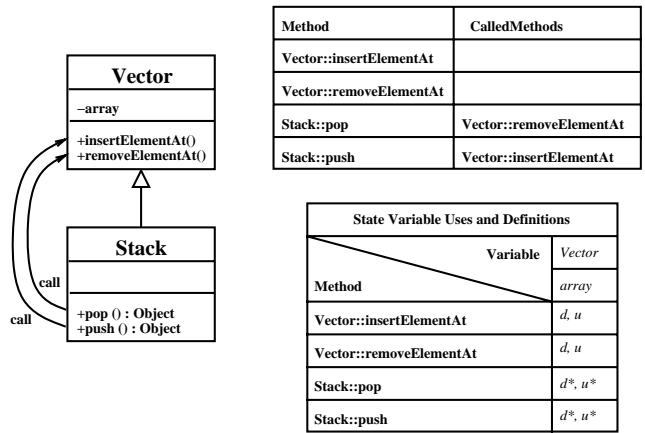 Vector
−array
+insertElementAt()
+removeElementAt()
Stack
+pop () : Object
+push () : Object
call
call
Method CalledMethods
Vector::insertElementAt
Vector::removeElementAt
Stack::pop Vector::removeElementAt
Stack::push Vector::insertElementAt
State Variable Uses and Definitions
Variable Vector
Method array
Vector::insertElementAt d, u
Vector::removeElementAt d, u
Stack::pop d*, u*
Stack::push d*, u*